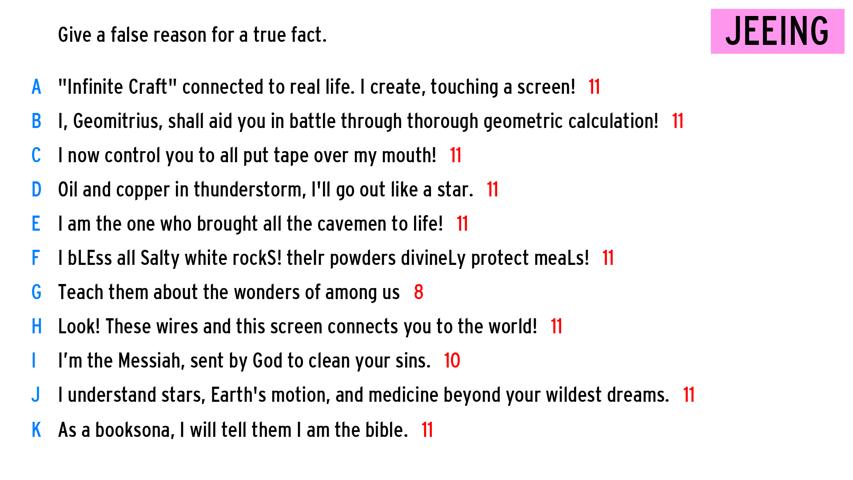 Give a false reason for a true fact.
JEEING
A "Infinite Craft" connected to real life. I create, touching a screen! 11
B I, Geomitrius, shall aid you in battle through thorough geometric calculation! 11
C I now control you to all put tape over my mouth! 11
D Oil and copper in thunderstorm, I'll go out like a star. 11
E I am the one who brought all the cavemen to life! 11
F I bLEss all Salty white rockS! theIr powders divineLy protect meaLs! 11
G Teach them about the wonders of among us 8
H Look! These wires and this screen connects you to the world! 11
I I'm the Messiah, sent by God to clean your sins. 10
J I understand stars, Earth's motion, and medicine beyond your wildest dreams. 11
K As a booksona, I will tell them I am the bible. 11